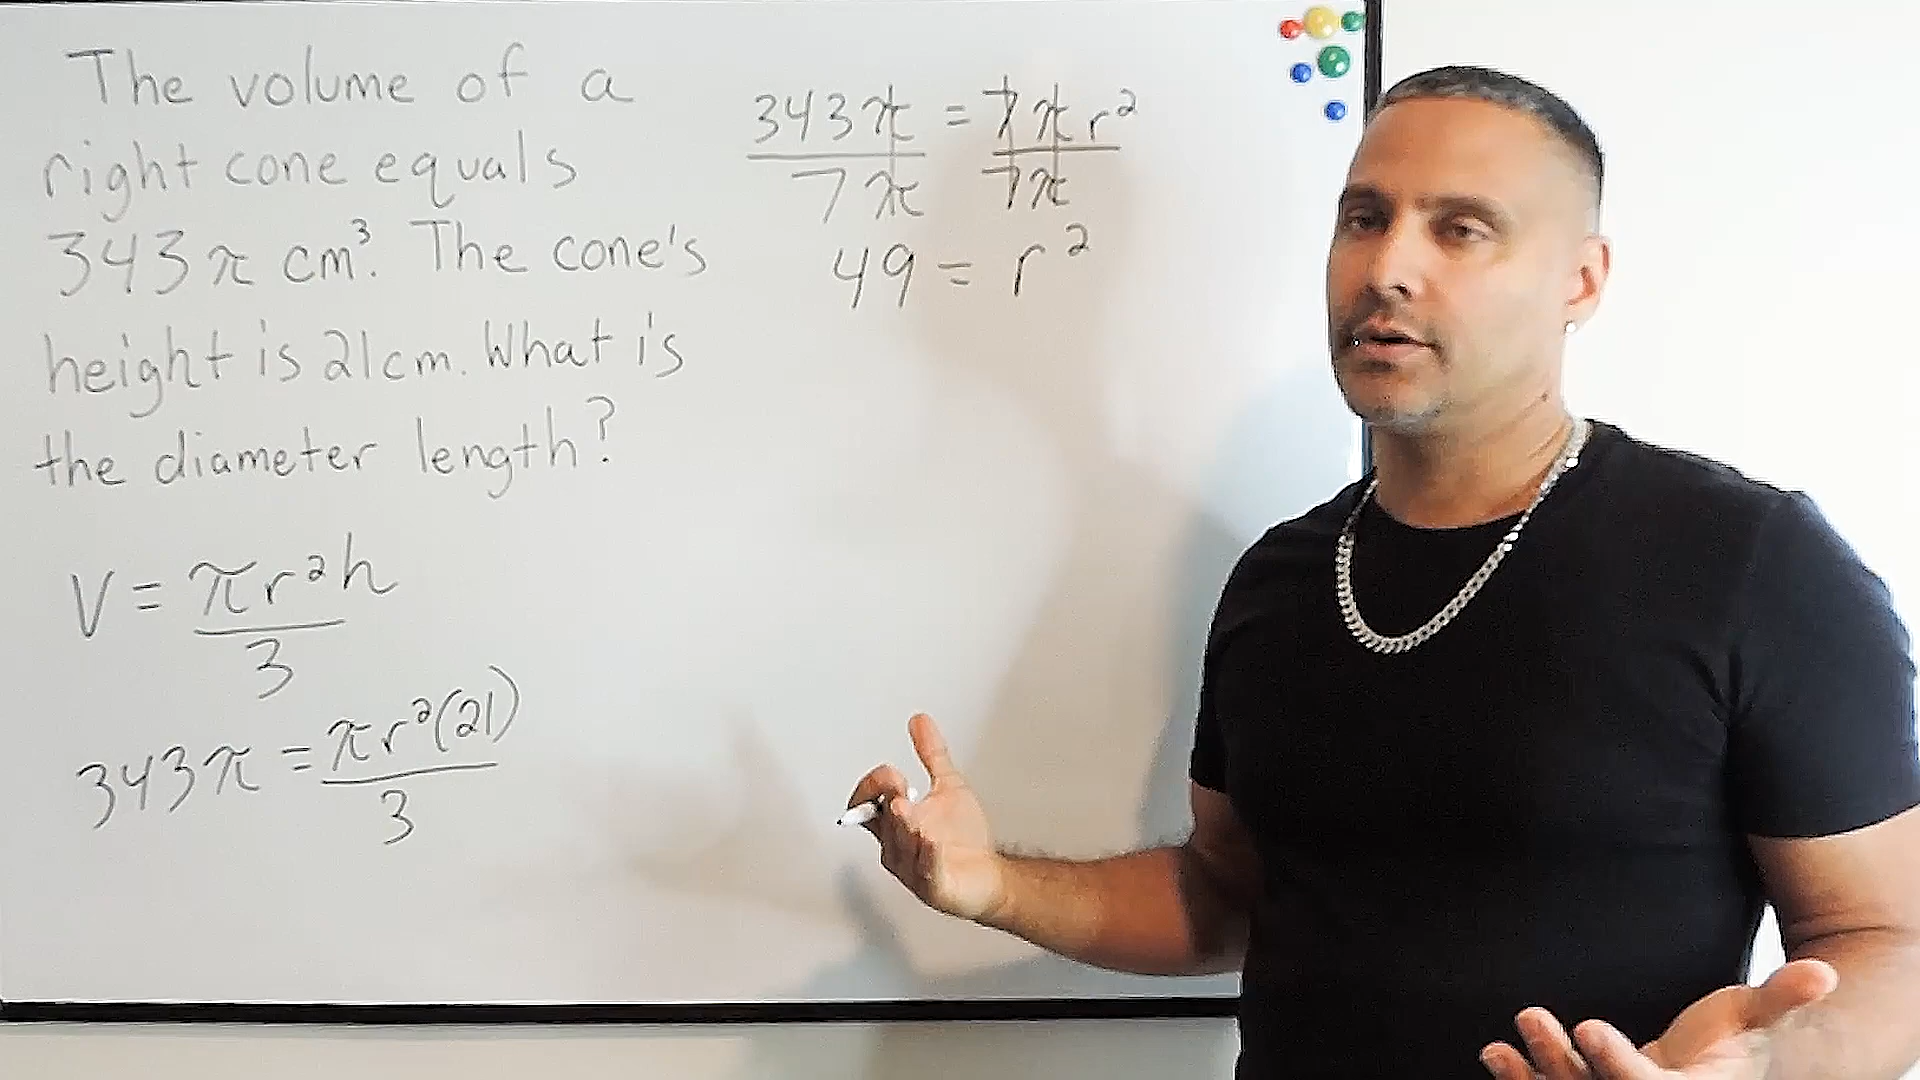 The volume of a
right cone equals
343π cm³. The cone's
height is 21cm. What is
the diameter length?
V = πr²h
3
343π = πr²(21)
3
343π = 7πr²
7π 7π
49 = r²